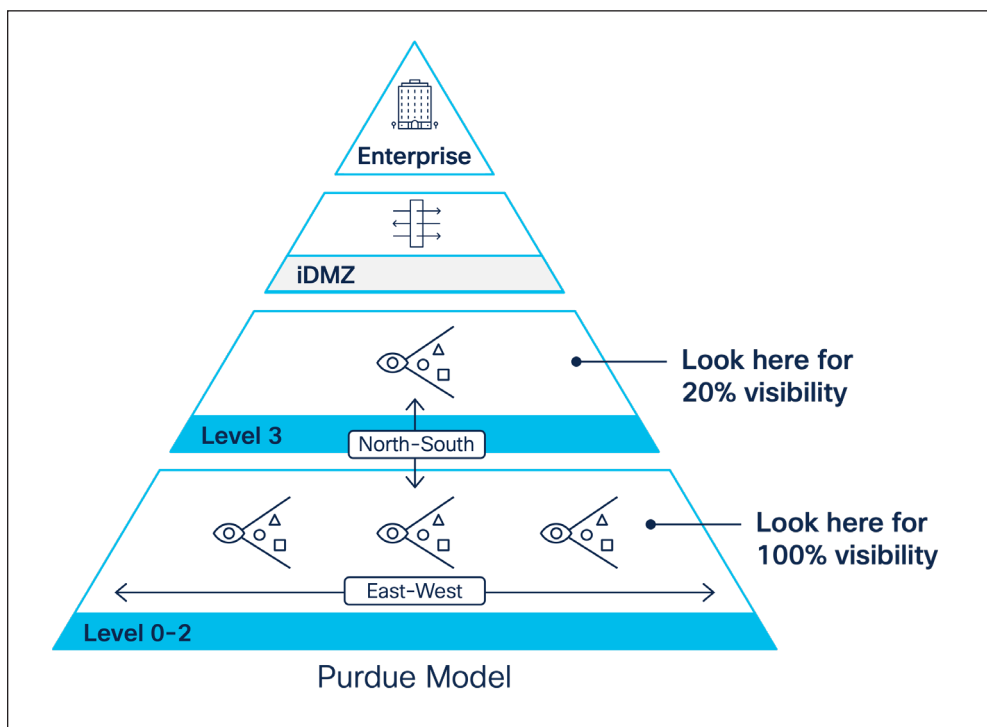 Enterprise
iDMZ
Look here for
20% visibility
Level 3
North-South
Look here for
100% visibility
East-West
Level 0-2
Purdue Model